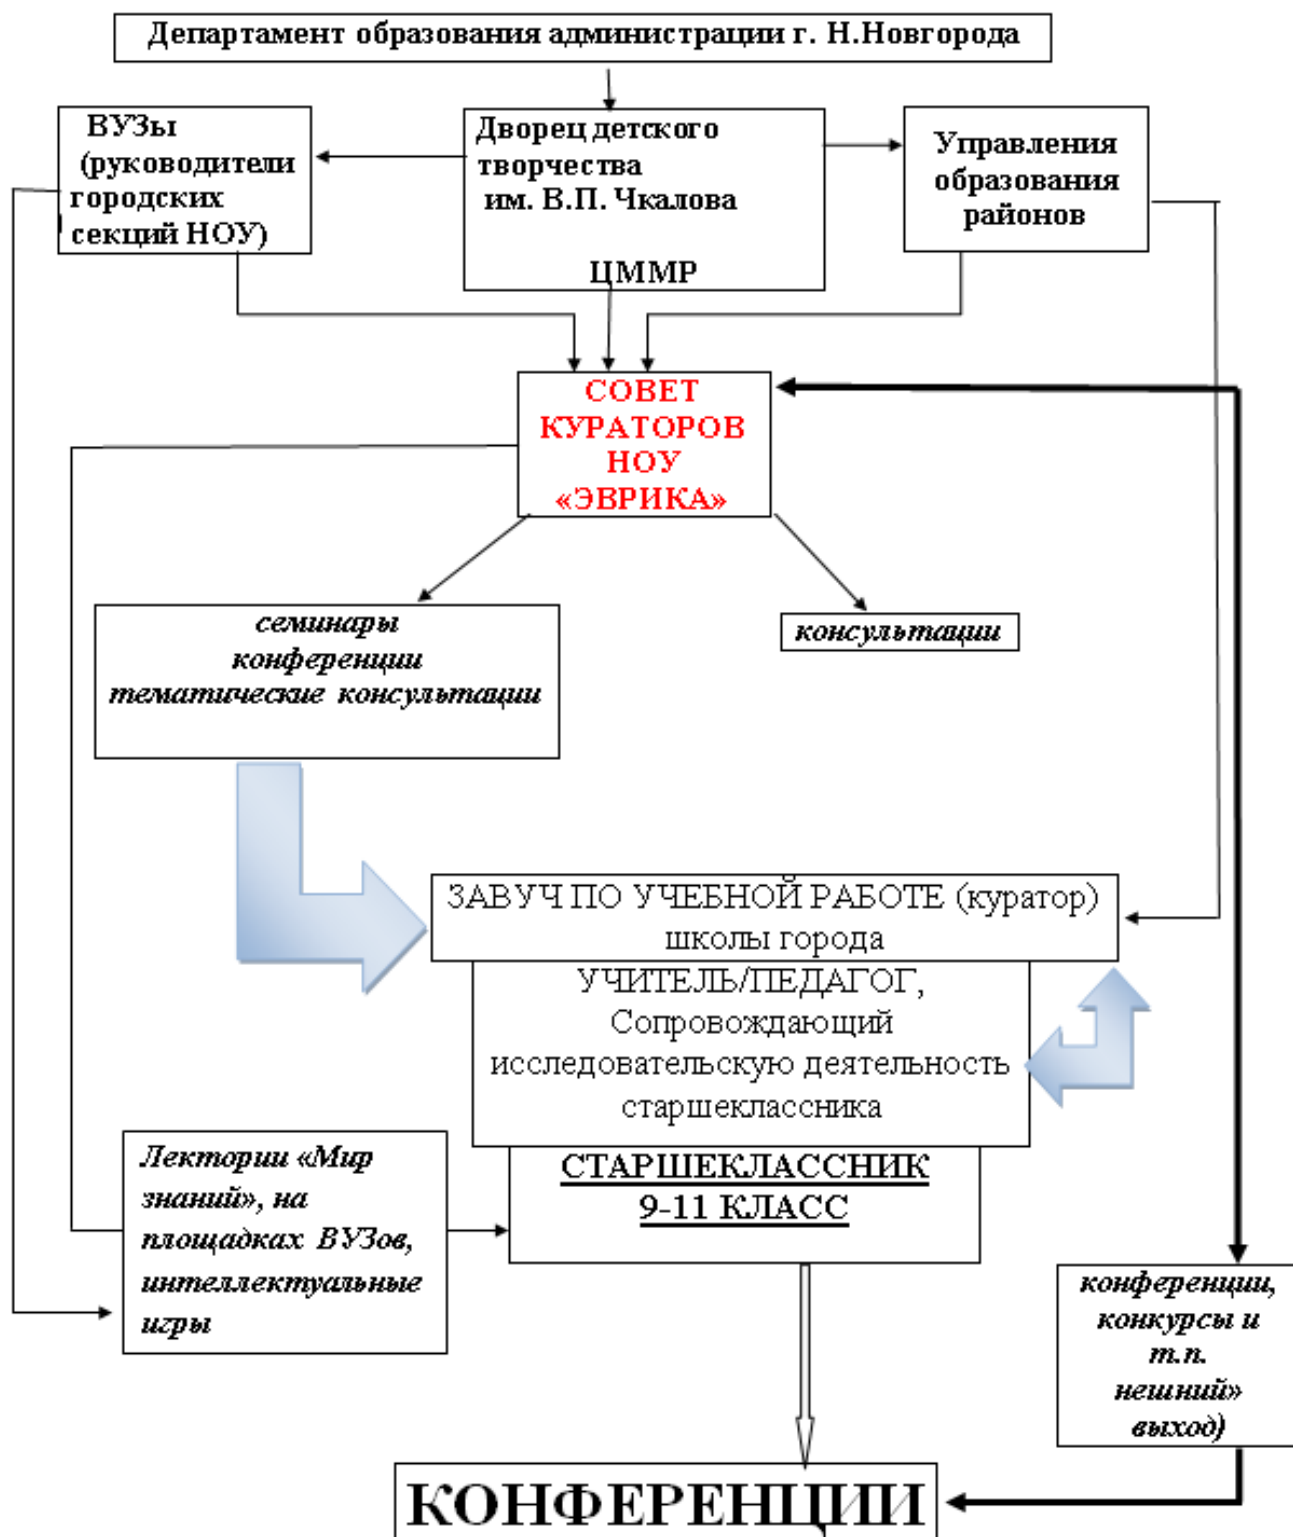 Департамент образования администрации г. Н.Новгорода
ВУЗы
(руководители
городских
секций НОУ)
Дворец детского
творчества
им. В.П. Чкалова
ЦММР
Управления
образования
районов
СОВЕТ
КУРАТОРОВ
НОУ
«ЭВРИКА»
семинары
конференции
тематические консультации
консультации
ЗАВУЧ ПО УЧЕБНОЙ РАБОТЕ (куратор)
школы города
УЧИТЕЛЬ/ПЕДАГОГ,
Сопровождающий
исследовательскую деятельность
старшеклассника
Лектории «Мир
знаний», на
площадках ВУЗов,
интеллектуальные
игры
СТАРШЕКЛАССНИК
9-11 КЛАСС
конференции,
конкурсы и
т.п.
нешний»
выход)
КОНФЕРЕНЦИИ